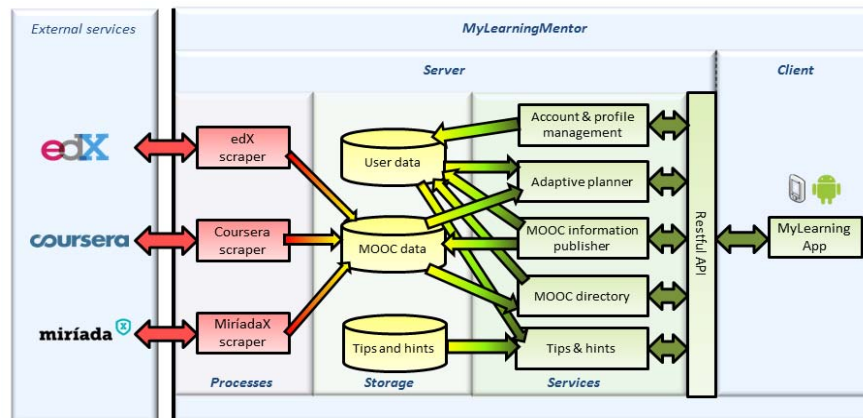 External services
MyLearningMentor
Server
Client
edX
coursera
miríada X
edX
scraper
Coursera
scraper
MiríadaX
scraper
Processes
User data
MOOC data
Tips and hints
Storage
Account & profile
management
Adaptive planner
MOOC information
publisher
MOOC directory
Tips & hints
Services
Restful API
MyLearning
App